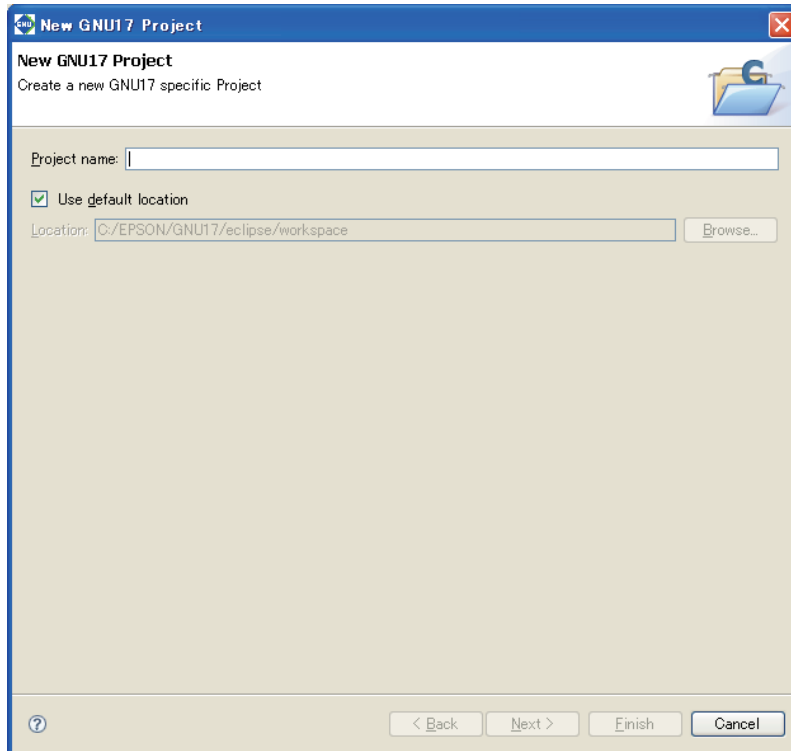 GNU New GNU17 Project
New GNU17 Project
Create a new GNU17 specific Project
C
Project name:
Use default location
Location: C:/EPSON/GNU17/eclipse/workspace Browse...
? < Back Next > Finish Cancel